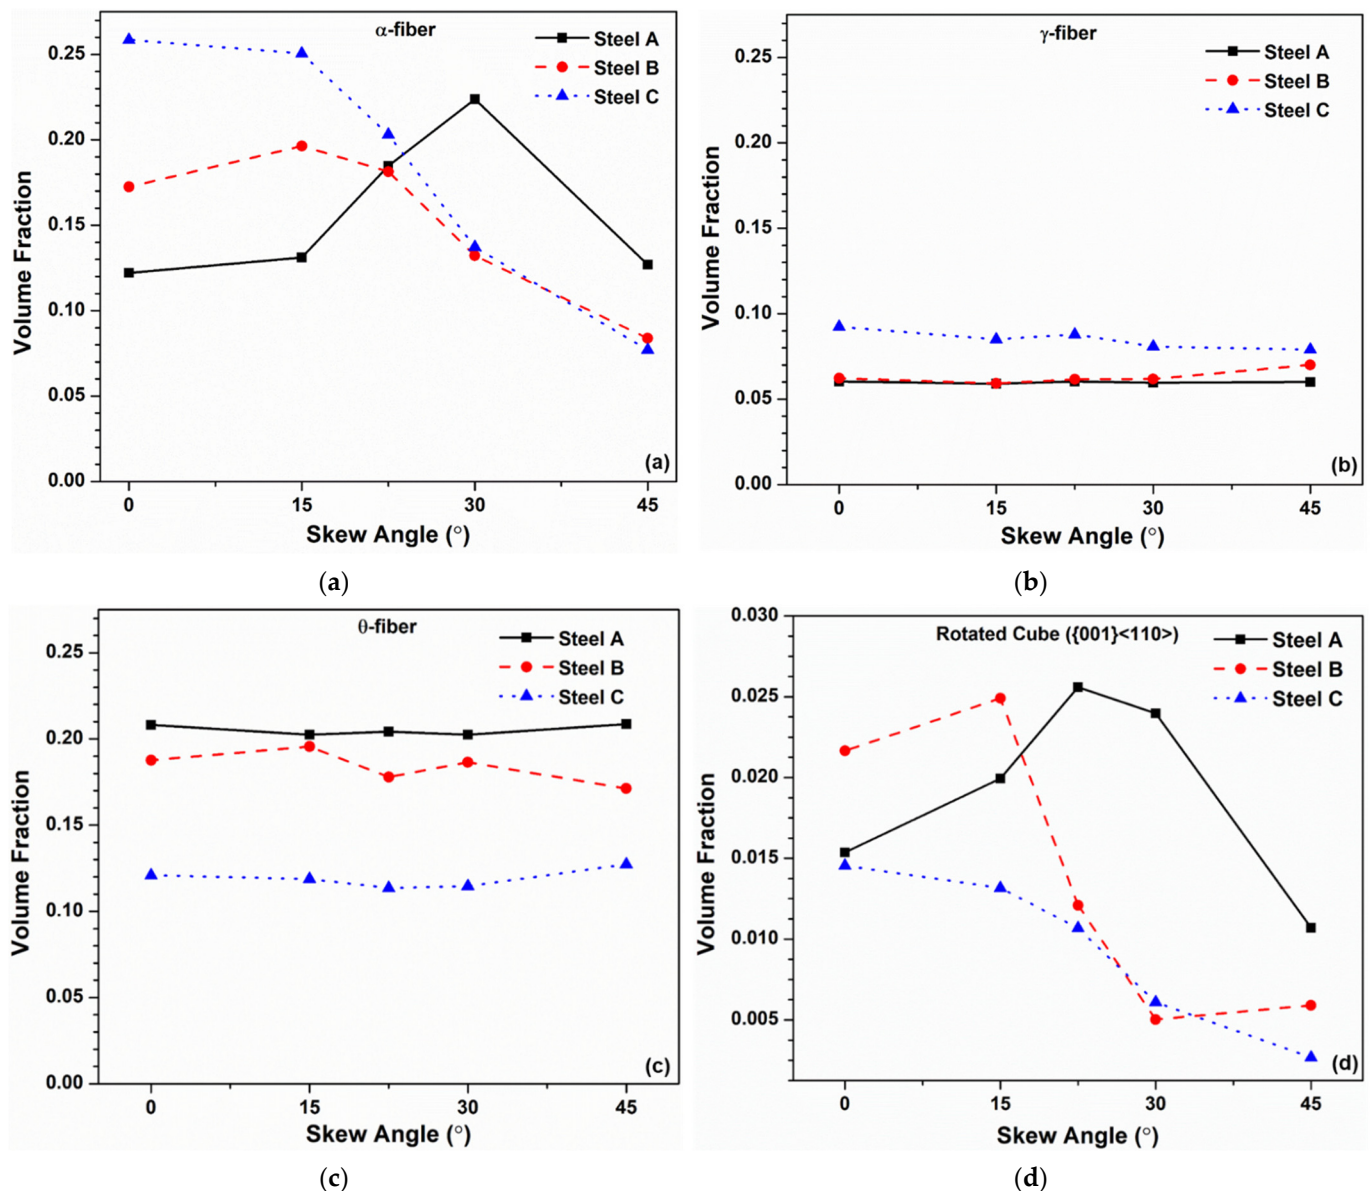 α-fiber
Steel A
Steel B
Steel C
0.25
0.20
0.15
0.10
0.05
0.00
Volume Fraction
0 15 30 45
Skew Angle (°)
(a)
(a)
γ-fiber
Steel A
Steel B
Steel C
0.25
0.20
0.15
0.10
0.05
0.00
Volume Fraction
0 15 30 45
Skew Angle (°)
(b)
(b)
θ-fiber
Steel A
Steel B
Steel C
0.25
0.20
0.15
0.10
0.05
0.00
Volume Fraction
0 15 30 45
Skew Angle (°)
(c)
(c)
Rotated Cube ({001}<110>)
Steel A
Steel B
Steel C
0.030
0.025
0.020
0.015
0.010
0.005
Volume Fraction
0 15 30 45
Skew Angle (°)
(d)
(d)